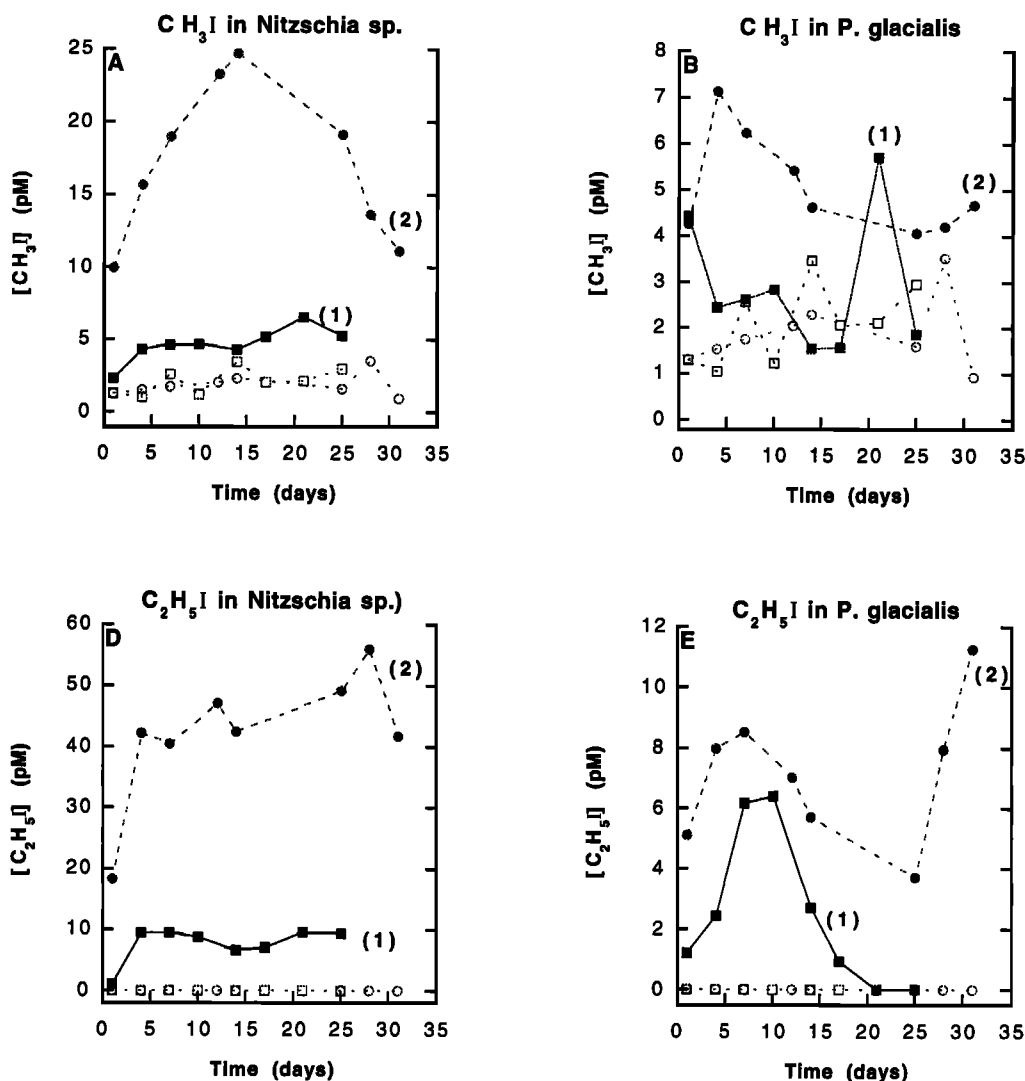 CH₃I in Nitzschia sp.
A
25
20
15
10
5
0
[CH₃I] (pM)
(2)
(1)
0 5 10 15 20 25 30 35
Time (days)
CH₃I in P. glacialis
B
8
7
6
5
4
3
2
1
0
[CH₃I] (pM)
(1)
(2)
0 5 10 15 20 25 30 35
Time (days)
C₂H₅I in Nitzschia sp.)
D
60
50
40
30
20
10
0
[C₂H₅I] (pM)
(2)
(1)
0 5 10 15 20 25 30 35
Time (days)
C₂H₅I in P. glacialis
E
12
10
8
6
4
2
0
[C₂H₅I] (pM)
(2)
(1)
0 5 10 15 20 25 30 35
Time (days)